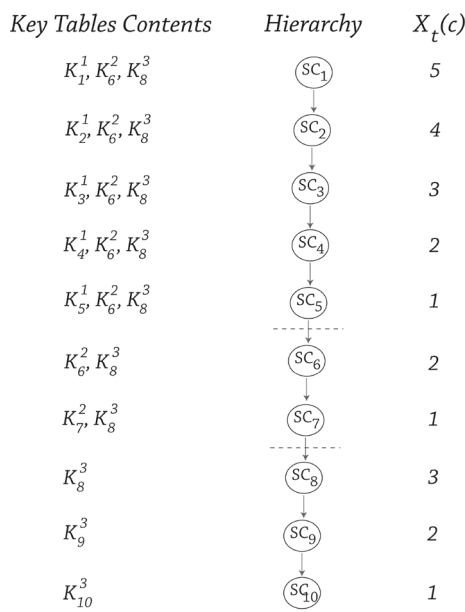 Key Tables Contents Hierarchy X_t(c)
K_1^1, K_6^2, K_8^3 SC_1 5
K_2^1, K_6^2, K_8^3 SC_2 4
K_3^1, K_6^2, K_8^3 SC_3 3
K_4^1, K_6^2, K_8^3 SC_4 2
K_5^1, K_6^2, K_8^3 SC_5 1
K_6^2, K_8^3 SC_6 2
K_7^2, K_8^3 SC_7 1
K_8^3 SC_8 3
K_9^3 SC_9 2
K_10^3 SC_10 1